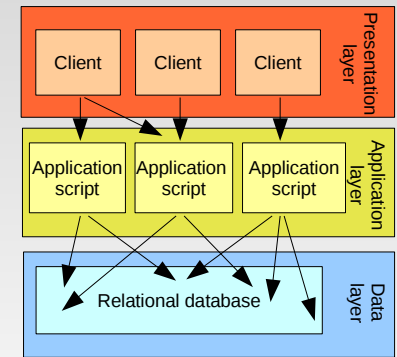 Client
Client
Client
Presentation
layer
Application
script
Application
script
Application
script
Application
layer
Relational database
Data
layer